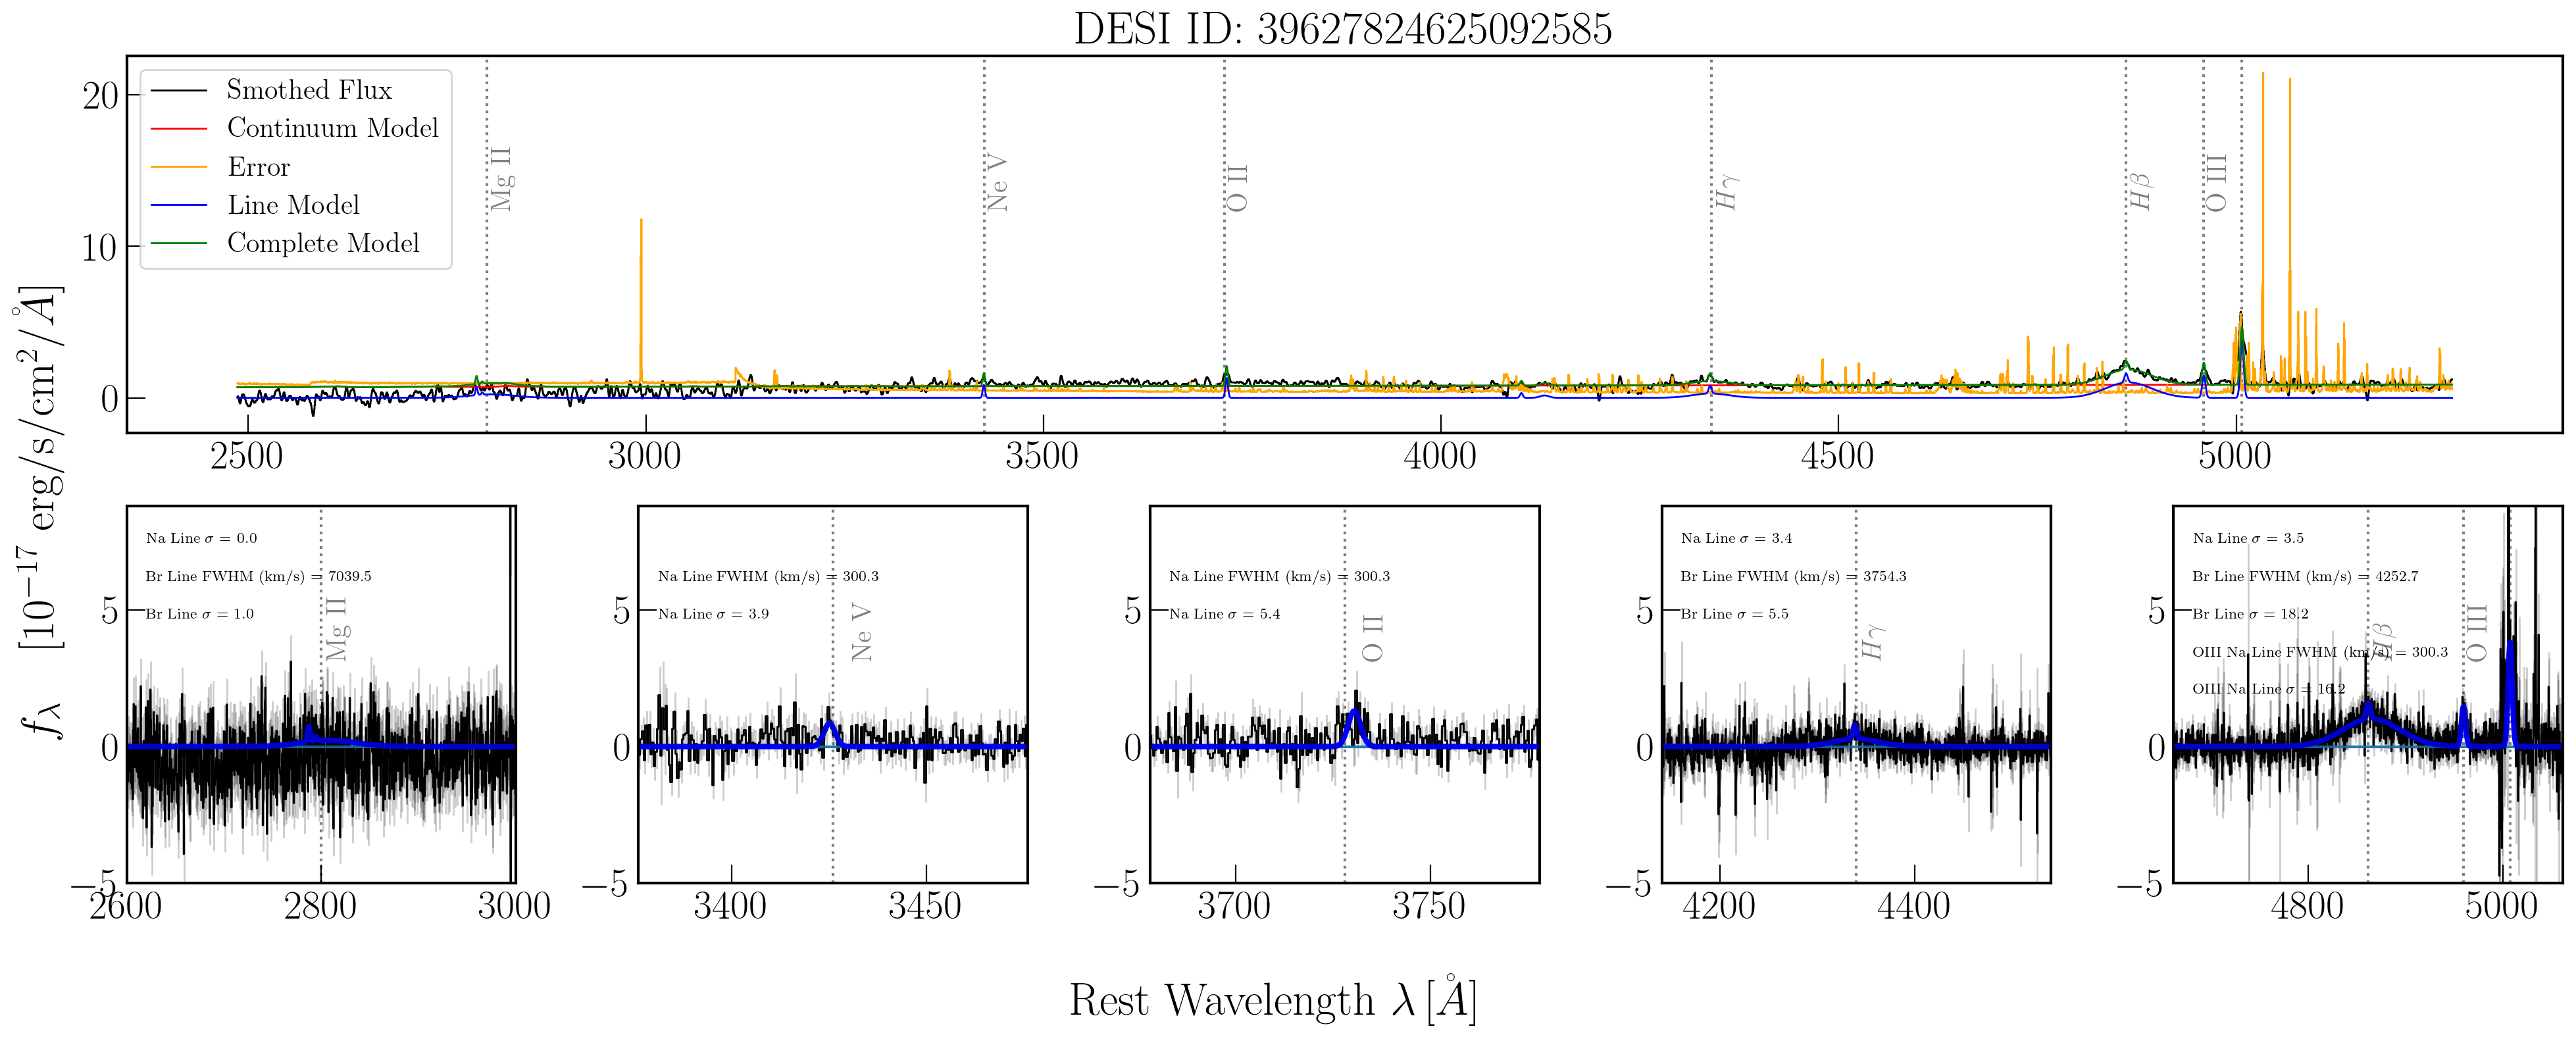 DESI ID: 39627824625092585
Smothed Flux
Continuum Model
Error
Line Model
Complete Model
Mg II
Ne V
O II
Hγ
Hβ
O III
20
10
0
2500 3000 3500 4000 4500 5000
f_λ [10^{-17} erg/s/cm^2/Å]
Na Line σ = 0.0
Br Line FWHM (km/s) = 7039.5
Br Line σ = 1.0
Mg II
5
0
−5
2600 2800 3000
Na Line FWHM (km/s) = 300.3
Na Line σ = 3.9
Ne V
5
0
−5
3400 3450
Na Line FWHM (km/s) = 300.3
Na Line σ = 5.4
O II
5
0
−5
3700 3750
Na Line σ = 3.4
Br Line FWHM (km/s) = 3754.3
Br Line σ = 5.5
Hγ
5
0
−5
4200 4400
Na Line σ = 3.5
Br Line FWHM (km/s) = 4252.7
Br Line σ = 18.2
OIII Na Line FWHM (km/s) = 300.3
OIII Na Line σ = 16.2
Hβ
O III
5
0
−5
4800 5000
Rest Wavelength λ [Å]